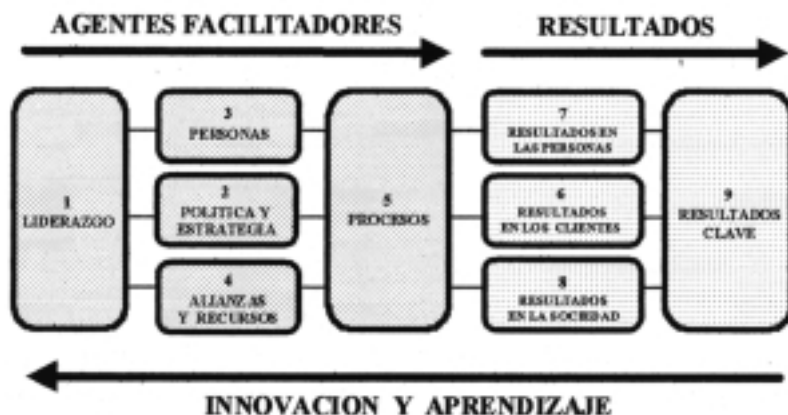 AGENTES FACILITADORES
RESULTADOS
1
LIDERAZGO
3
PERSONAS
2
POLITICA Y
ESTRATEGIA
4
ALIANZAS
Y RECURSOS
5
PROCESOS
7
RESULTADOS EN
LAS PERSONAS
6
RESULTADOS
EN LOS CLIENTES
8
RESULTADOS
EN LA SOCIEDAD
9
RESULTADOS
CLAVE
INNOVACION Y APRENDIZAJE